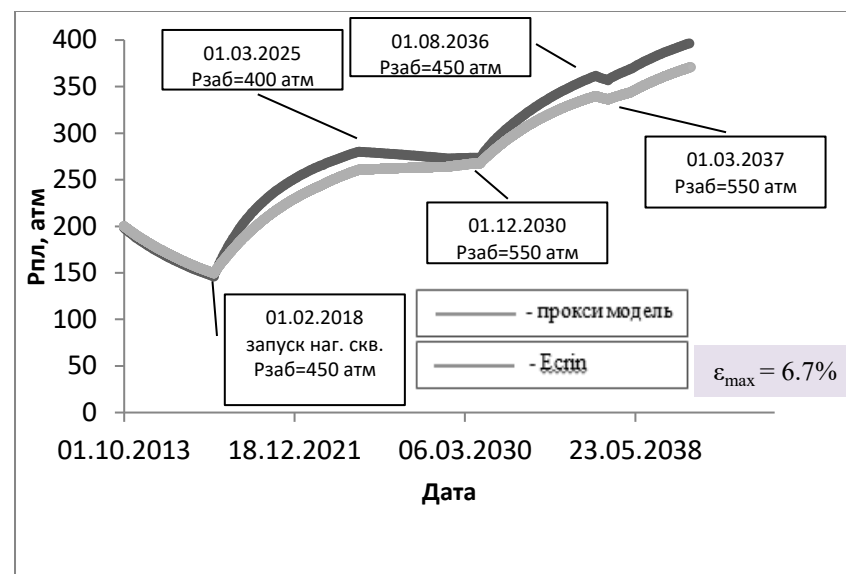 400
350
300
250
200
150
100
50
0
Рпл, атм
01.03.2025
Рзаб=400 атм
01.08.2036
Рзаб=450 атм
01.03.2037
Рзаб=550 атм
01.12.2030
Рзаб=550 атм
01.02.2018
запуск наг. скв.
Рзаб=450 атм
- прокси модель
- Ecrin
εmax = 6.7%
01.10.2013
18.12.2021
06.03.2030
23.05.2038
Дата